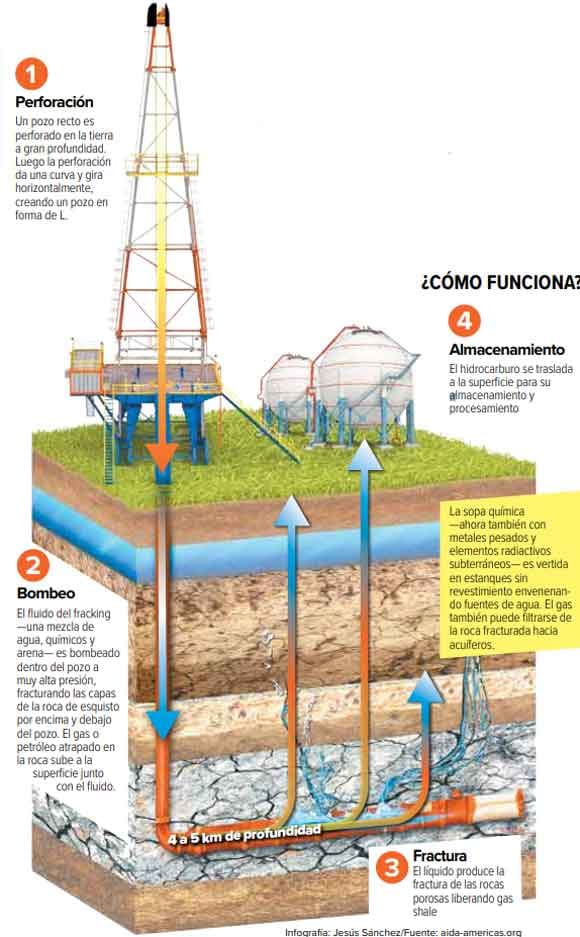 1
Perforación
Un pozo recto es
perforado en la tierra
a gran profundidad.
Luego la perforación
da una curva y gira
horizontalmente,
creando un pozo en
forma de L.
¿CÓMO FUNCIONA?
4
Almacenamiento
El hidrocarburo se traslada
a la superficie para su
almacenamiento y
procesamiento
La sopa química
—ahora también con
metales pesados y
elementos radiactivos
subterráneos— es vertida
en estanques sin
revestimiento envenenan-
do fuentes de agua. El gas
también puede filtrarse de
la roca fracturada hacia
acuíferos.
2
Bombeo
El fluido del fracking
—una mezcla de
agua, químicos y
arena— es bombeado
dentro del pozo a
muy alta presión,
fracturando las capas
de la roca de esquisto
por encima y debajo
del pozo. El gas o
petróleo atrapado en
la roca sube a la
superficie junto
con el fluido.
4 a 5 km de profundidad
3
Fractura
El líquido produce la
fractura de las rocas
porosas liberando gas
shale
Infografía: Jesús Sánchez/Fuente: aida-americas.org